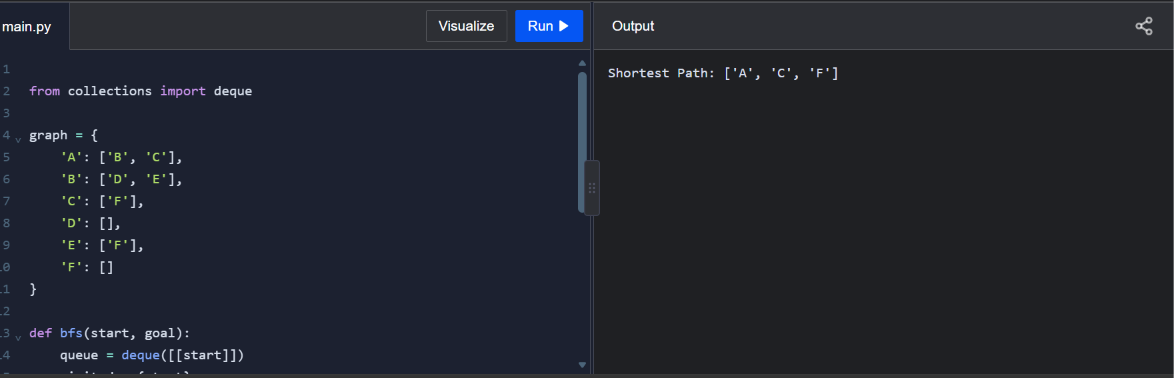 main.py
Visualize
Run
Output
1
2 from collections import deque
3
4 graph = {
5 'A': ['B', 'C'],
6 'B': ['D', 'E'],
7 'C': ['F'],
8 'D': [],
9 'E': ['F'],
0 'F': []
1 }
2
3 def bfs(start, goal):
4 queue = deque([[start]])
Shortest Path: ['A', 'C', 'F']